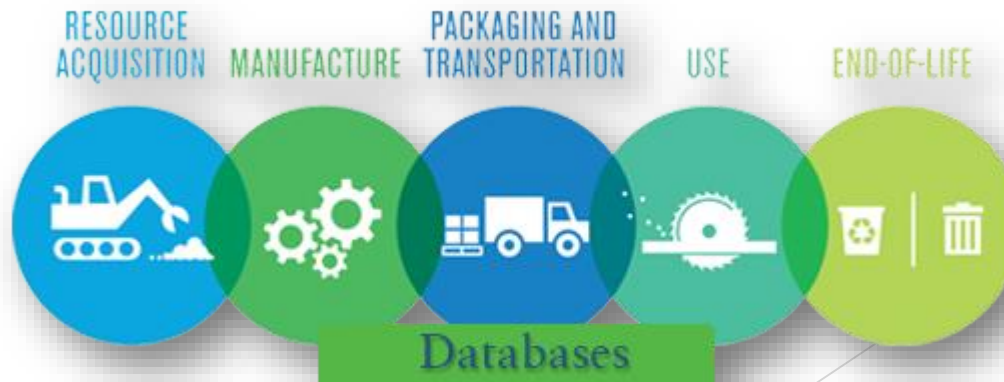 RESOURCE
ACQUISITION
MANUFACTURE
PACKAGING AND
TRANSPORTATION
USE
END-OF-LIFE
Databases